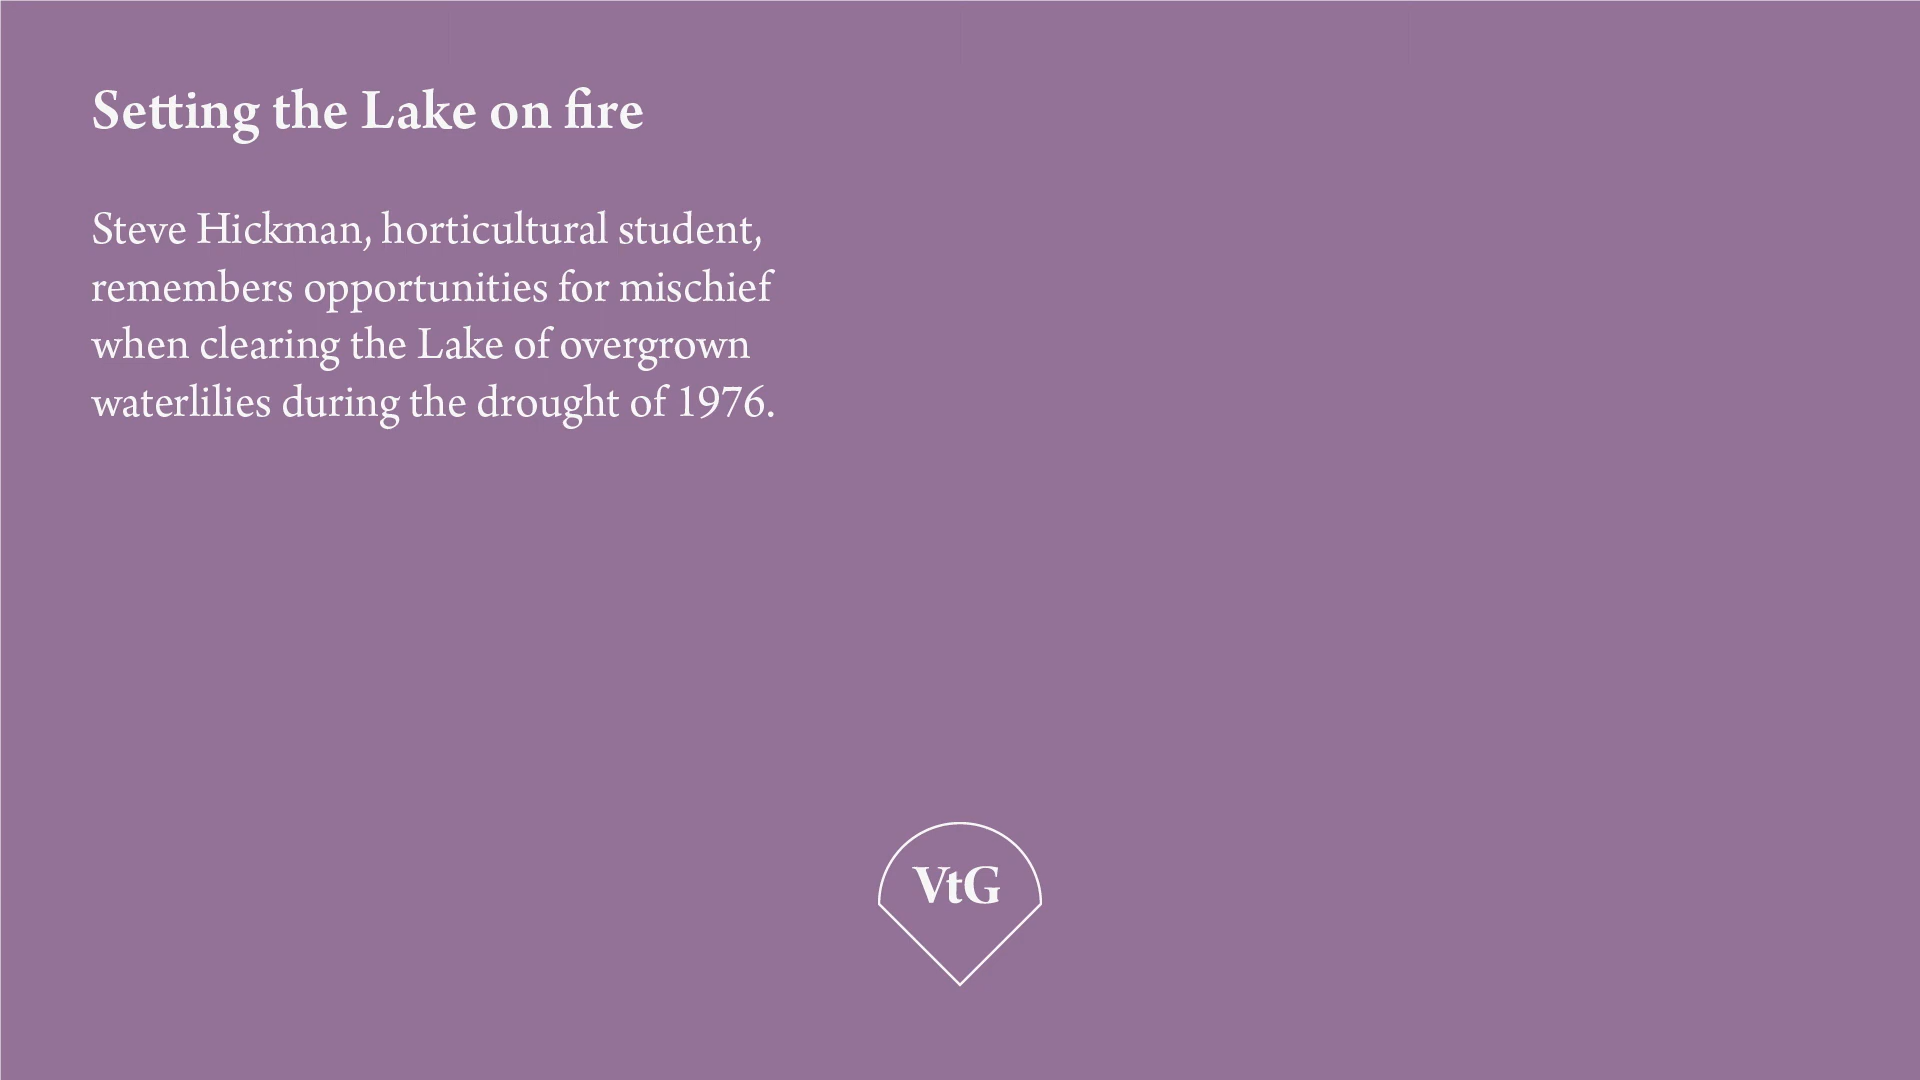 Setting the Lake on fire
Steve Hickman, horticultural student,
remembers opportunities for mischief
when clearing the Lake of overgrown
waterlilies during the drought of 1976.
VtG